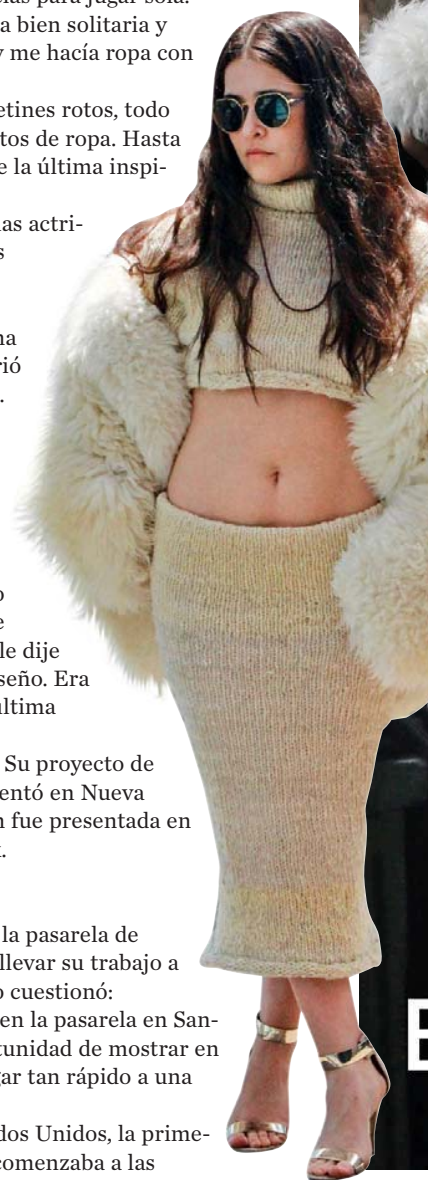 para jugar sola.
a bien solitaria y
y me hacía ropa con
etines rotos, todo
tos de ropa. Hasta
e la última inspi-
as actri-
s
na
rió
.
o
e
le dije
seño. Era
última
Su proyecto de
entó en Nueva
n fue presentada en
.
la pasarela de
llevar su trabajo a
o cuestionó:
en la pasarela en San-
tunidad de mostrar en
gar tan rápido a una
dos Unidos, la prime-
comenzaba a las
E